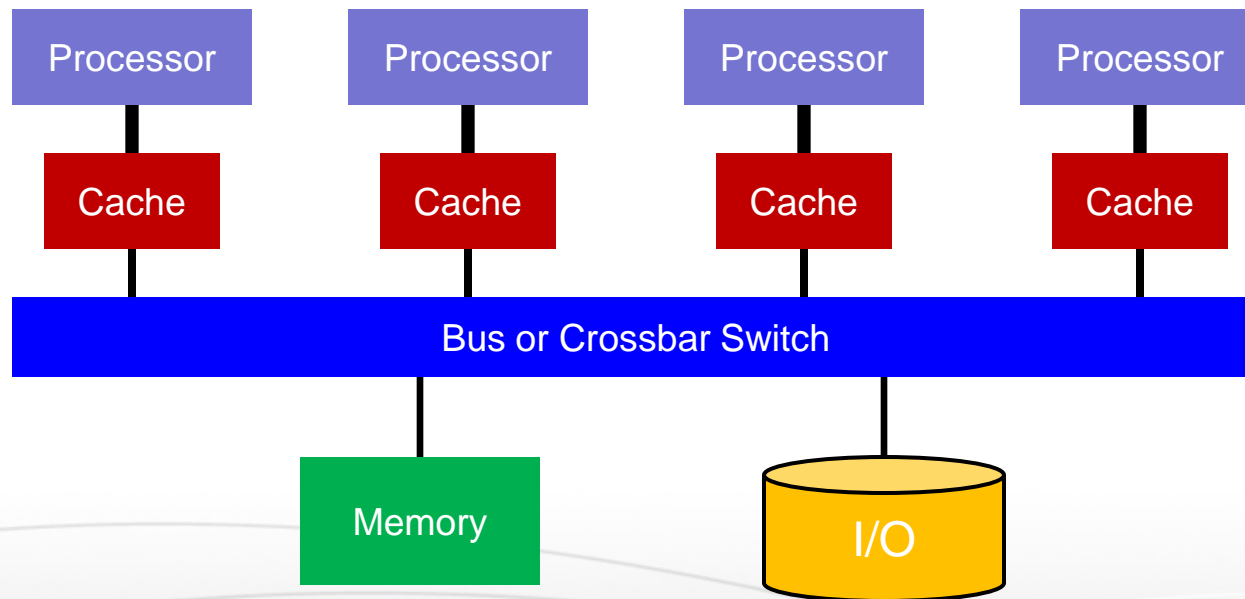 Processor
Processor
Processor
Processor
Cache
Cache
Cache
Cache
Bus or Crossbar Switch
Memory
I/O